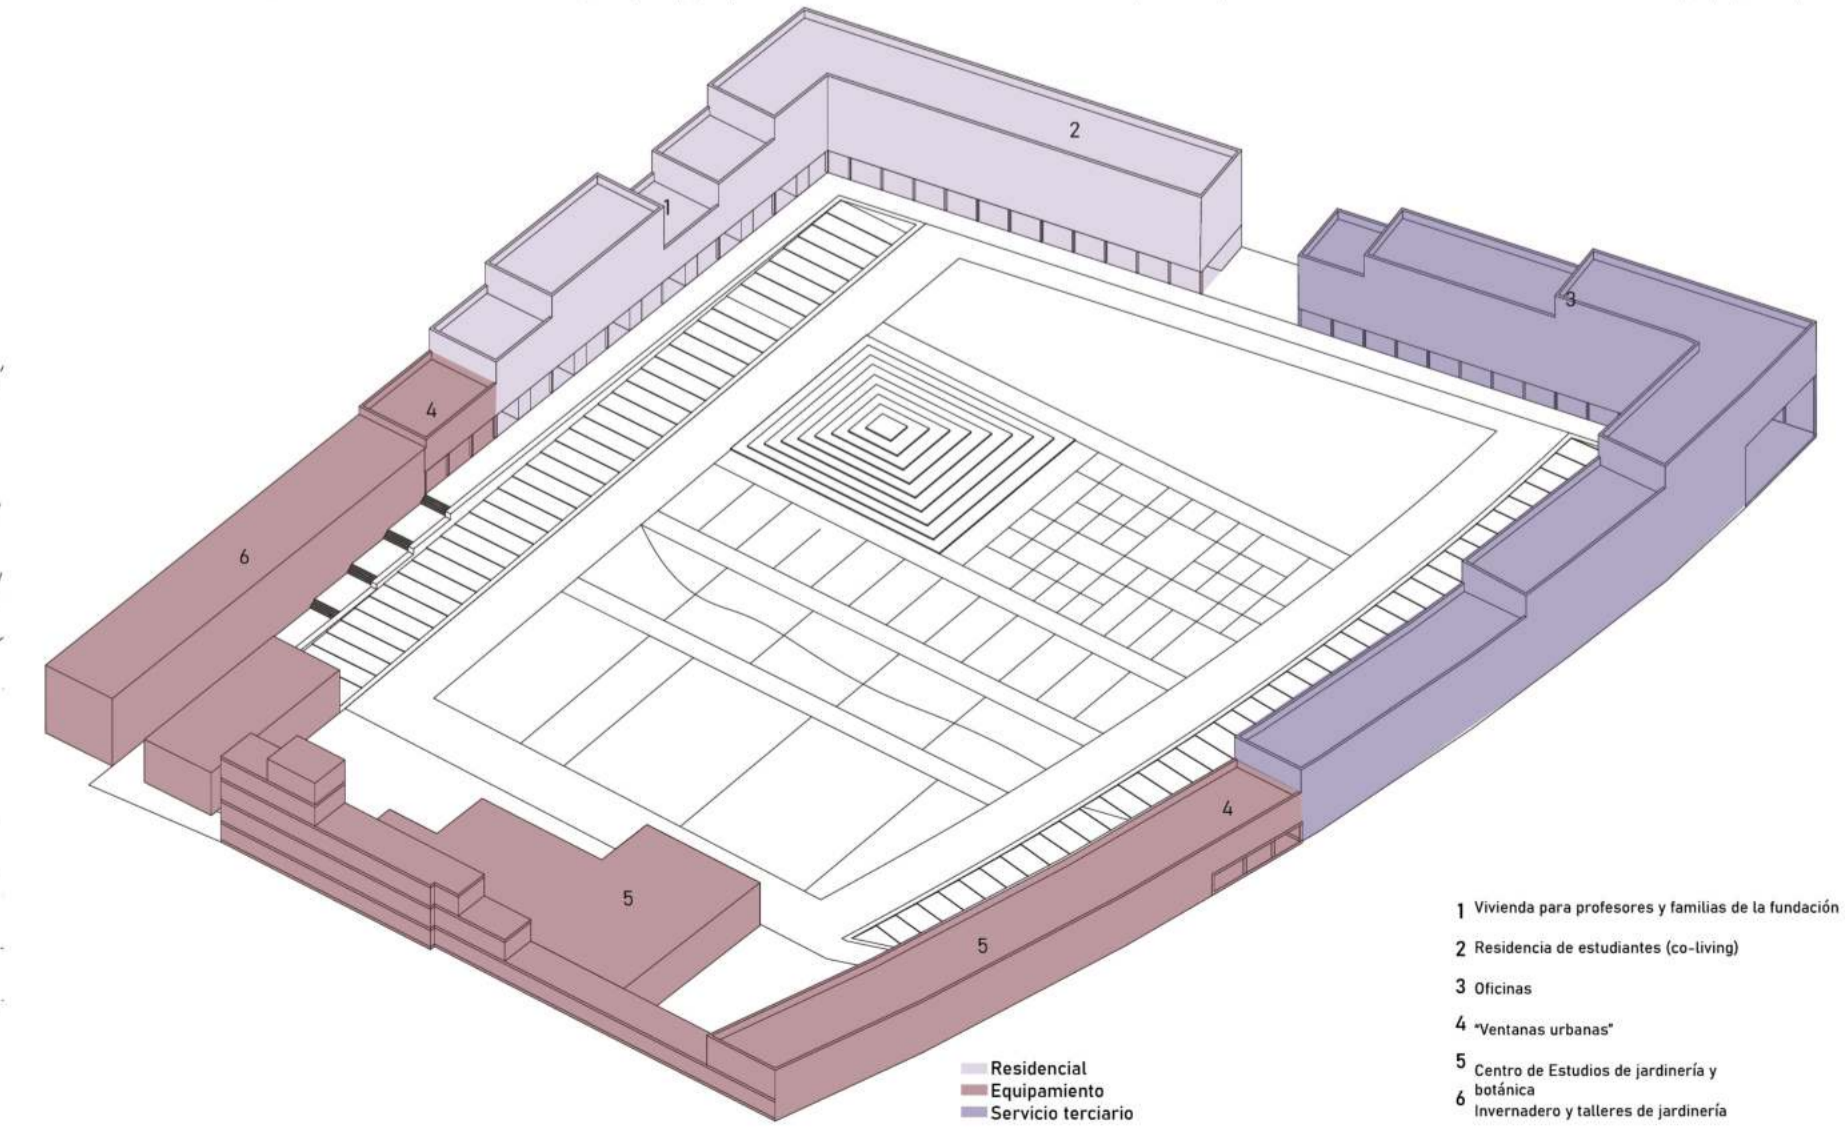 2
1
3
4
6
4
5
5
1 Vivienda para profesores y familias de la fundación
2 Residencia de estudiantes (co-living)
3 Oficinas
4 "Ventanas urbanas"
5 Centro de Estudios de jardinería y
botánica
6 Invernadero y talleres de jardinería
Residencial
Equipamiento
Servicio terciario